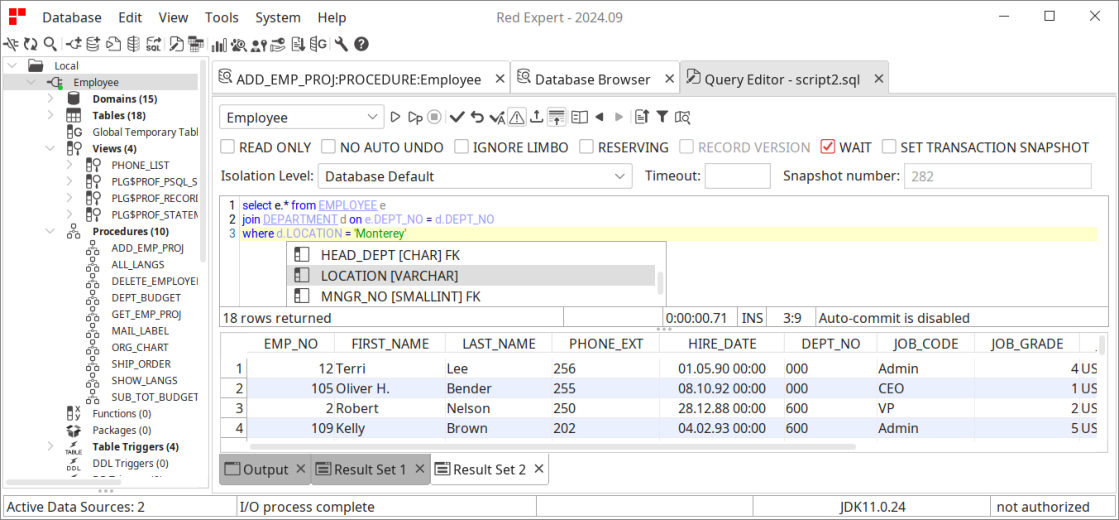 Database Edit View Tools System Help Red Expert - 2024.09
Local
Employee
Domains (15)
Tables (18)
Global Temporary Tabl
Views (4)
PHONE_LIST
PLG$PROF_PSQL_S
PLG$PROF_RECORI
PLG$PROF_STATEM
Procedures (10)
ADD_EMP_PROJ
ALL_LANGS
DELETE_EMPLOYEI
DEPT_BUDGET
GET_EMP_PROJ
MAIL_LABEL
ORG_CHART
SHIP_ORDER
SHOW_LANGS
SUB_TOT_BUDGET
Functions (0)
Packages (0)
Table Triggers (4)
DDL Triggers (0)
ADD_EMP_PROJ:PROCEDURE:Employee Database Browser Query Editor - script2.sql
Employee
READ ONLY NO AUTO UNDO IGNORE LIMBO RESERVING RECORD VERSION WAIT SET TRANSACTION SNAPSHOT
Isolation Level: Database Default Timeout: Snapshot number: 282
1 select e.* from EMPLOYEE e
2 join DEPARTMENT d on e.DEPT_NO = d.DEPT_NO
3 where d.LOCATION = 'Monterey'
HEAD_DEPT [CHAR] FK
LOCATION [VARCHAR]
MNGR_NO [SMALLINT] FK
18 rows returned 0:00:00.71 INS 3:9 Auto-commit is disabled
EMP_NO FIRST_NAME LAST_NAME PHONE_EXT HIRE_DATE DEPT_NO JOB_CODE JOB_GRADE
1 12 Terri Lee 256 01.05.90 00:00 000 Admin 4 US
2 105 Oliver H. Bender 255 08.10.92 00:00 000 CEO 1 US
3 2 Robert Nelson 250 28.12.88 00:00 600 VP 2 US
4 109 Kelly Brown 202 04.02.93 00:00 600 Admin 5 US
Output Result Set 1 Result Set 2
Active Data Sources: 2 I/O process complete JDK11.0.24 not authorized